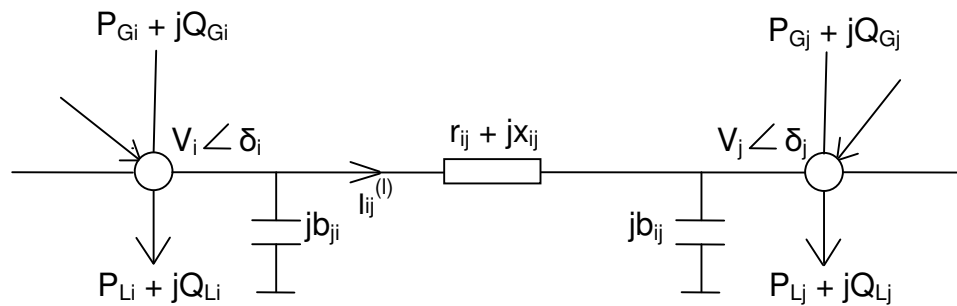 P_Gi + jQ_Gi
P_Gj + jQ_Gj
V_i ∠ δ_i
r_ij + jx_ij
V_j ∠ δ_j
I_ij^(l)
jb_ji
jb_ij
P_Li + jQ_Li
P_Lj + jQ_Lj